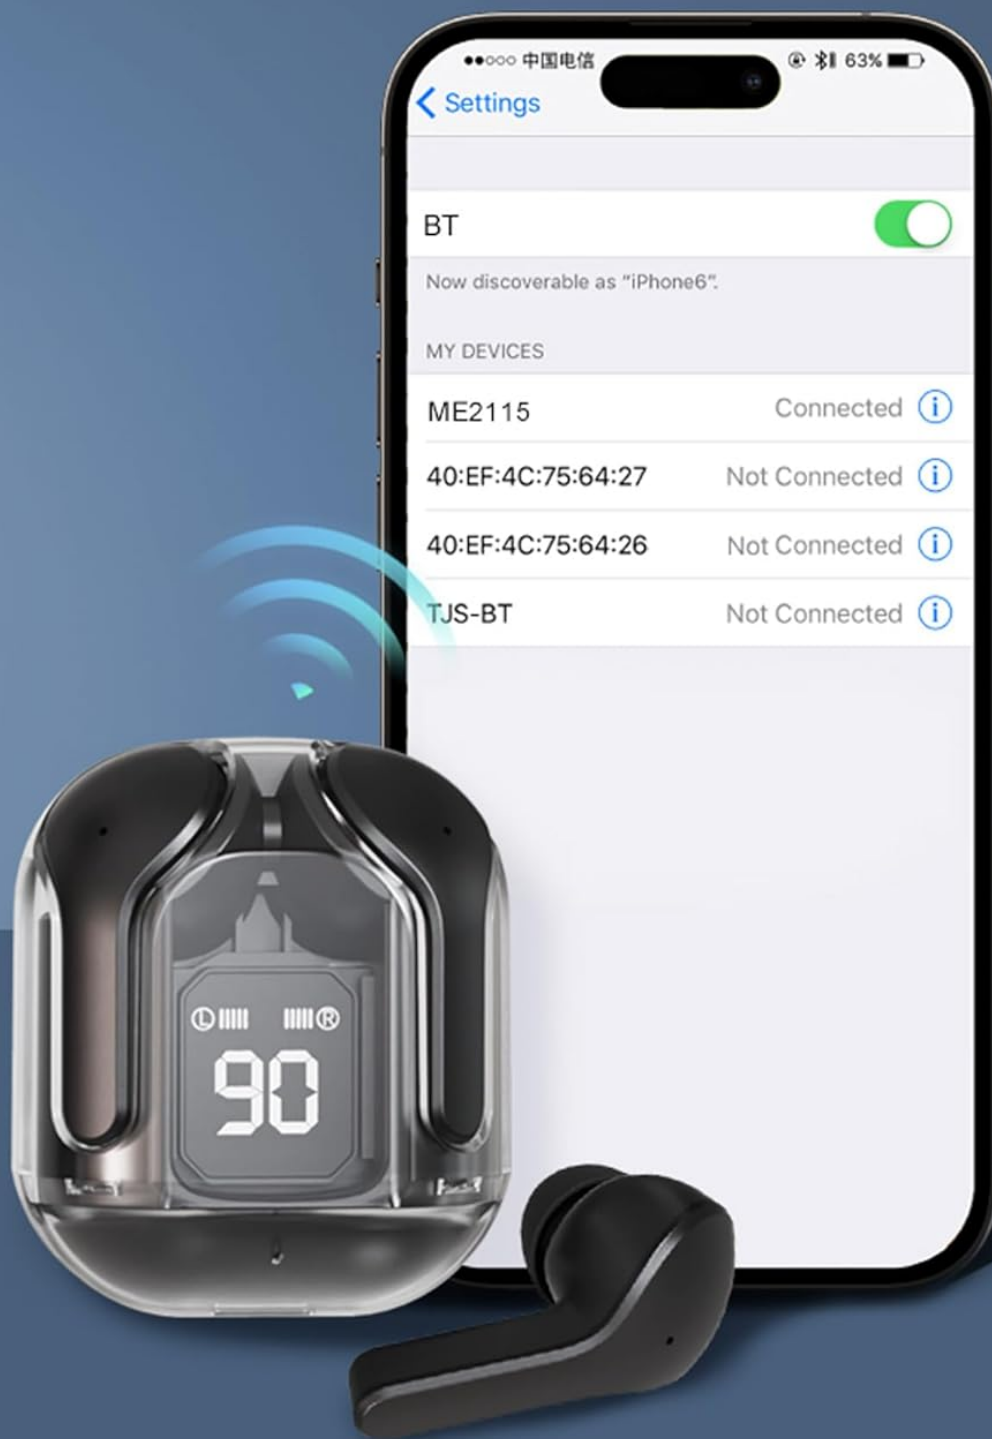 ●●○○○ 中国电信 63%
Settings
BT
Now discoverable as “iPhone6”.
MY DEVICES
ME2115 Connected
40:EF:4C:75:64:27 Not Connected
40:EF:4C:75:64:26 Not Connected
TJS-BT Not Connected
L R
90